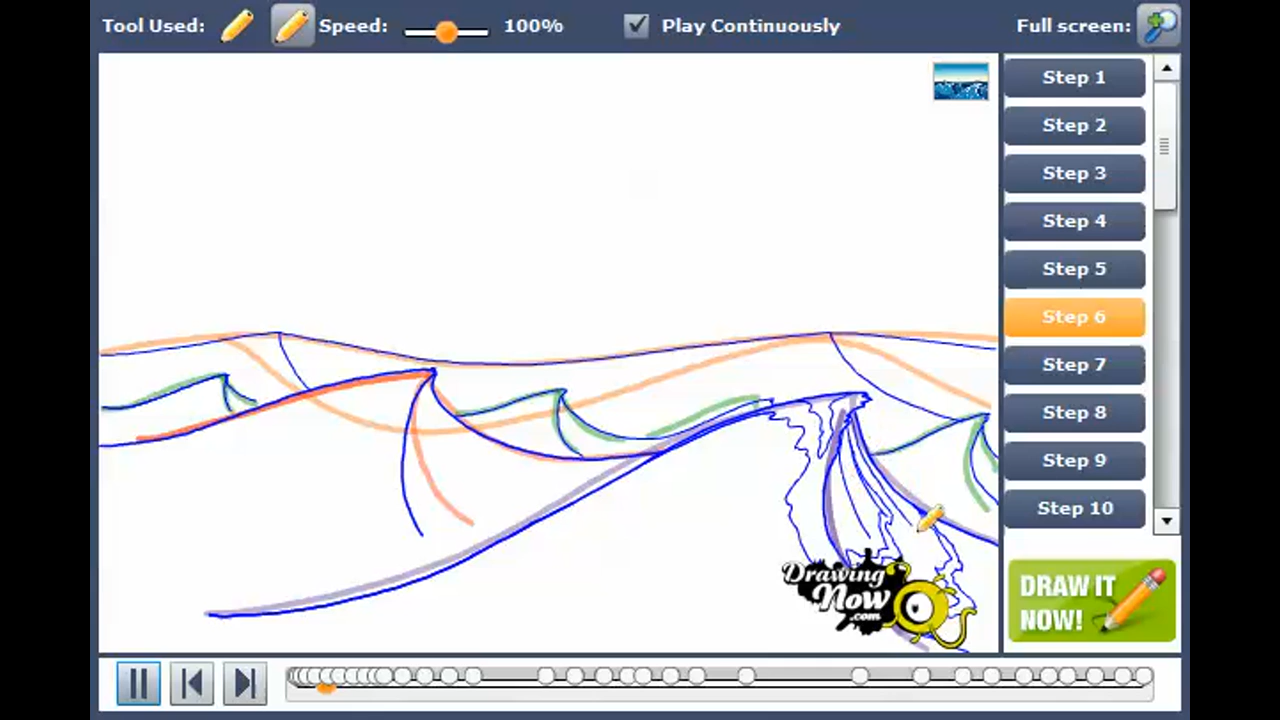 Tool Used: Speed: 100% Play Continuously Full screen:
Step 1
Step 2
Step 3
Step 4
Step 5
Step 6
Step 7
Step 8
Step 9
Step 10
Drawing
Now
.com
DRAW IT
NOW!